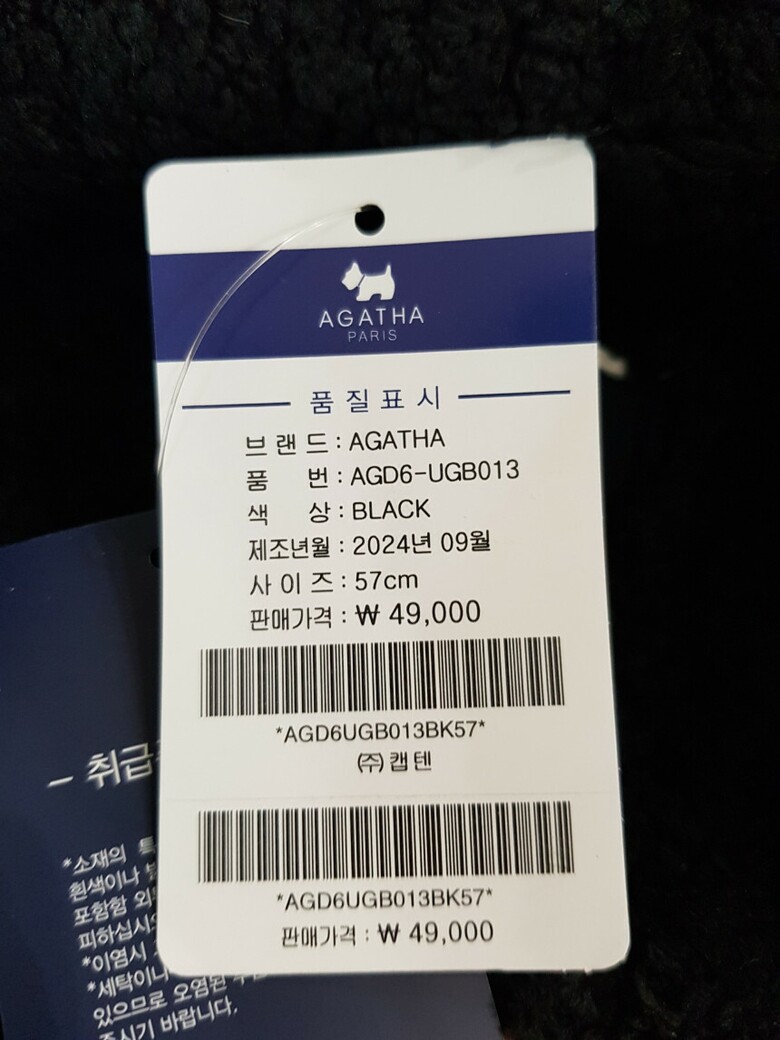 AGATHA
PARIS
품질표시
브랜드 : AGATHA
품 번 : AGD6-UGB013
색 상 : BLACK
제조년월 : 2024년 09월
사이즈 : 57cm
판매가격 : ₩ 49,000
*AGD6UGB013BK57*
㈜캡텐
*AGD6UGB013BK57*
판매가격 : ₩ 49,000
- 취급
*소재의 특
흰색이나
포함함 외
피하십시
*이염시
*세탁이나
있으므로 오염된
주시기 바랍니다.